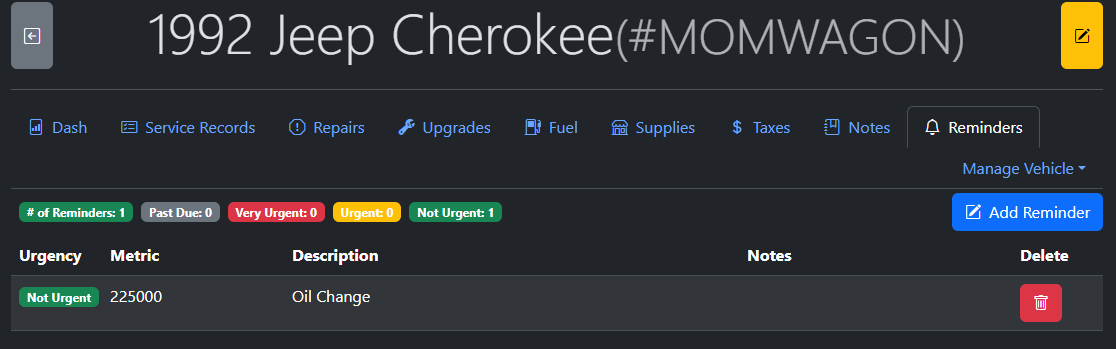 1992 Jeep Cherokee(#MOMWAGON)
Dash Service Records Repairs Upgrades Fuel Supplies $ Taxes Notes Reminders
Manage Vehicle
# of Reminders: 1 Past Due: 0 Very Urgent: 0 Urgent: 0 Not Urgent: 1 Add Reminder
Urgency Metric Description Notes Delete
Not Urgent 225000 Oil Change